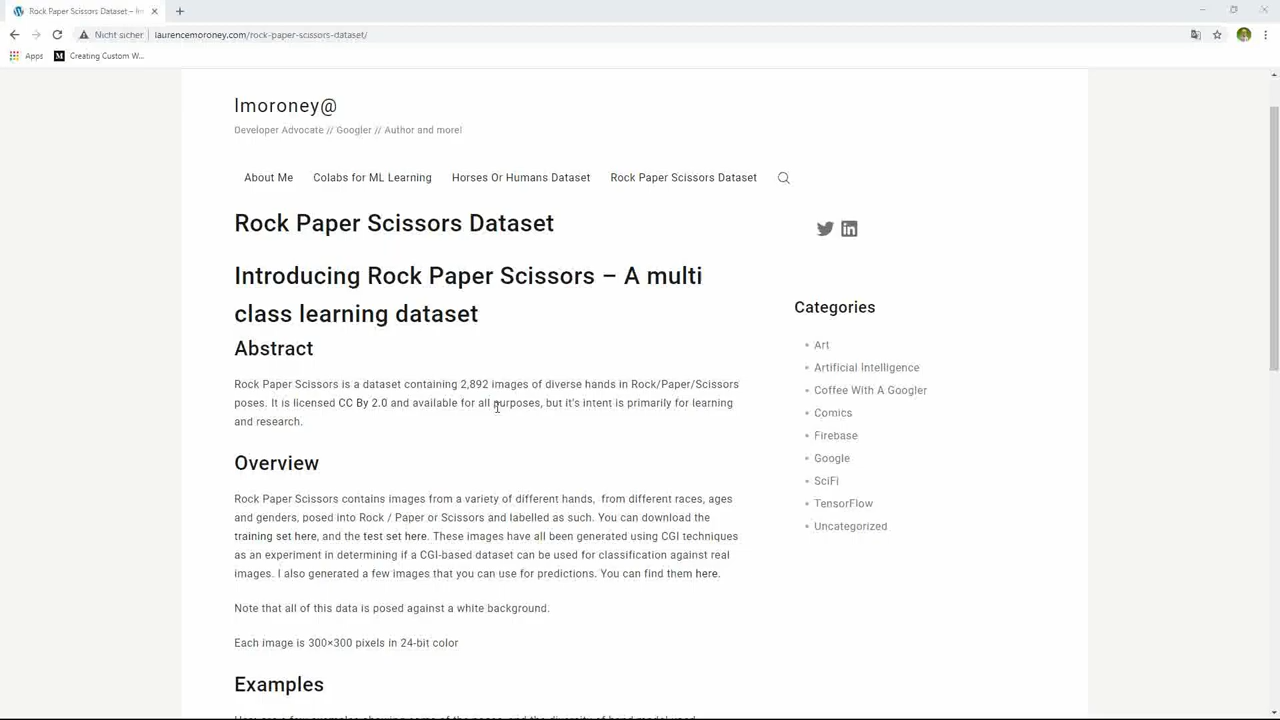 Rock Paper Scissors Dataset – Im
Nicht sicher
laurencemoroney.com/rock-paper-scissors-dataset/
Apps
Creating Custom W...
lmoroney@
Developer Advocate // Googler // Author and more!
About Me
Colabs for ML Learning
Horses Or Humans Dataset
Rock Paper Scissors Dataset
Rock Paper Scissors Dataset
Introducing Rock Paper Scissors – A multi
class learning dataset
Abstract
Rock Paper Scissors is a dataset containing 2,892 images of diverse hands in Rock/Paper/Scissors
poses. It is licensed CC By 2.0 and available for all purposes, but it's intent is primarily for learning
and research.
Overview
Rock Paper Scissors contains images from a variety of different hands, from different races, ages
and genders, posed into Rock / Paper or Scissors and labelled as such. You can download the
training set here, and the test set here. These images have all been generated using CGI techniques
as an experiment in determining if a CGI-based dataset can be used for classification against real
images. I also generated a few images that you can use for predictions. You can find them here.
Note that all of this data is posed against a white background.
Each image is 300×300 pixels in 24-bit color
Examples
Categories
Art
Artificial Intelligence
Coffee With A Googler
Comics
Firebase
Google
SciFi
TensorFlow
Uncategorized